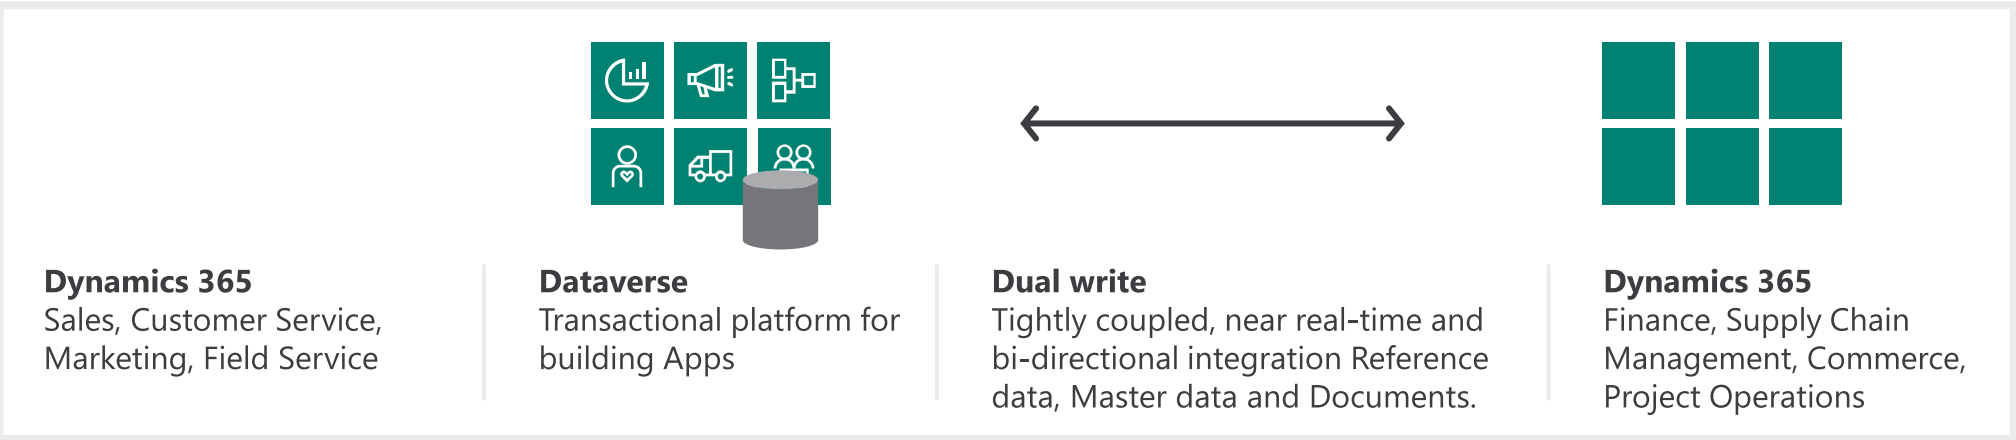 Dynamics 365
Sales, Customer Service,
Marketing, Field Service
Dataverse
Transactional platform for
building Apps
Dual write
Tightly coupled, near real-time and
bi-directional integration Reference
data, Master data and Documents.
Dynamics 365
Finance, Supply Chain
Management, Commerce,
Project Operations